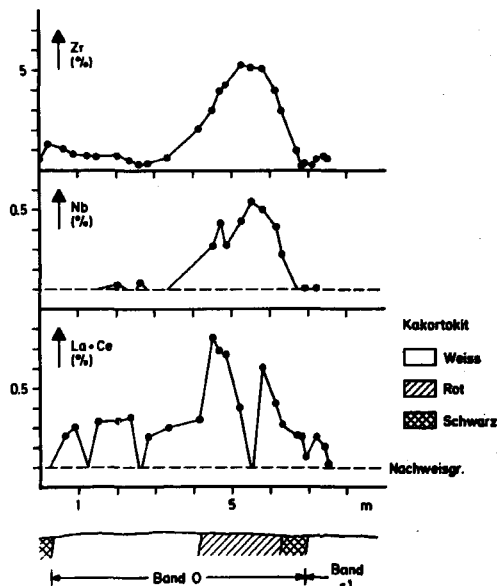 Zr
(%)
5
Nb
(%)
0.5
La+Ce
(%)
0.5
Kakortokit
Weiss
Rot
Schwarz
Nachweisgr.
1
5
m
Band 0
Band